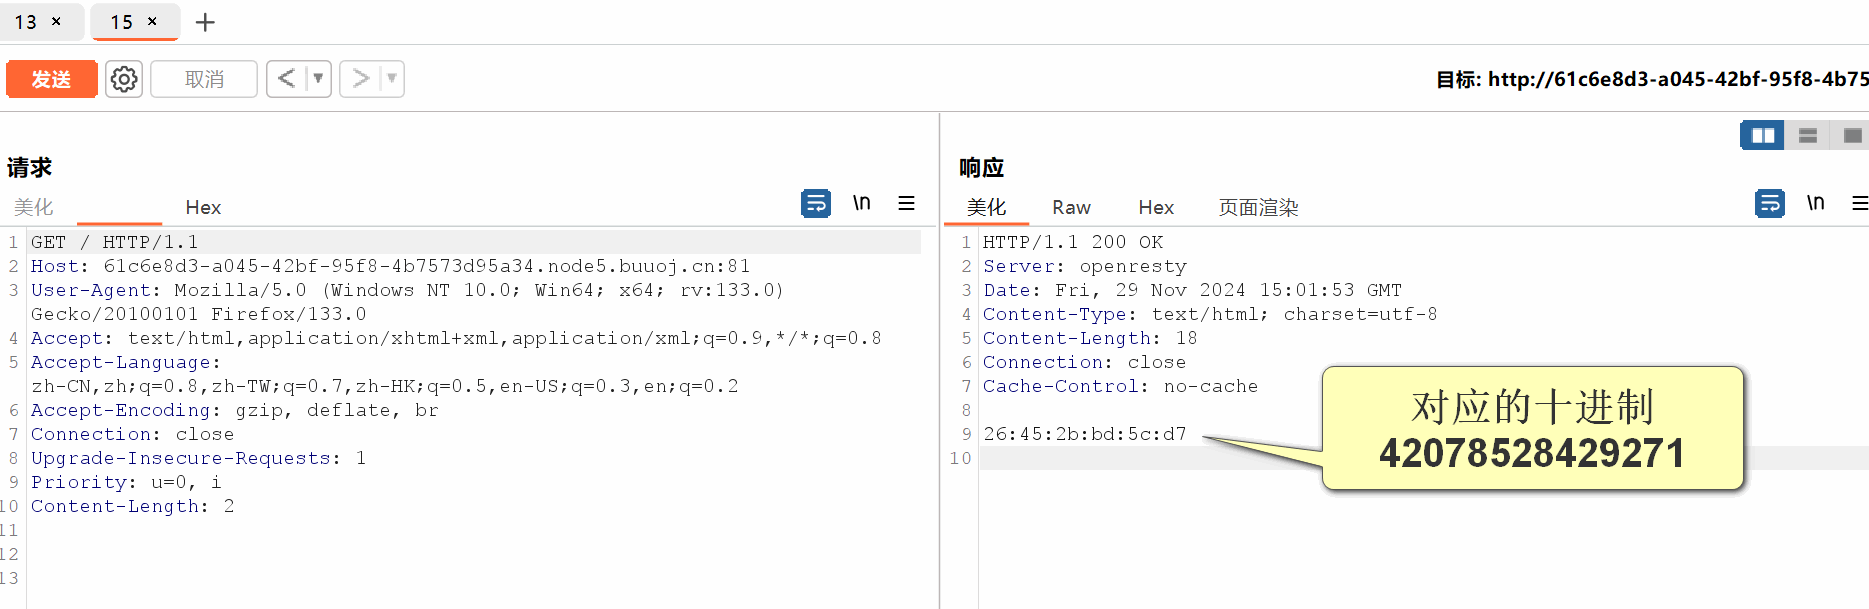 13 × 15 × +
发送 取消 < ▼ > ▼ 目标: http://61c6e8d3-a045-42bf-95f8-4b75
请求
美化 Hex \n
1 GET / HTTP/1.1
2 Host: 61c6e8d3-a045-42bf-95f8-4b7573d95a34.node5.buuoj.cn:81
3 User-Agent: Mozilla/5.0 (Windows NT 10.0; Win64; x64; rv:133.0)
Gecko/20100101 Firefox/133.0
4 Accept: text/html,application/xhtml+xml,application/xml;q=0.9,*/*;q=0.8
5 Accept-Language:
zh-CN,zh;q=0.8,zh-TW;q=0.7,zh-HK;q=0.5,en-US;q=0.3,en;q=0.2
6 Accept-Encoding: gzip, deflate, br
7 Connection: close
8 Upgrade-Insecure-Requests: 1
9 Priority: u=0, i
10 Content-Length: 2
11
12
13
响应
美化 Raw Hex 页面渲染 \n
1 HTTP/1.1 200 OK
2 Server: openresty
3 Date: Fri, 29 Nov 2024 15:01:53 GMT
4 Content-Type: text/html; charset=utf-8
5 Content-Length: 18
6 Connection: close
7 Cache-Control: no-cache
8
9 26:45:2b:bd:5c:d7
10
对应的十进制
42078528429271